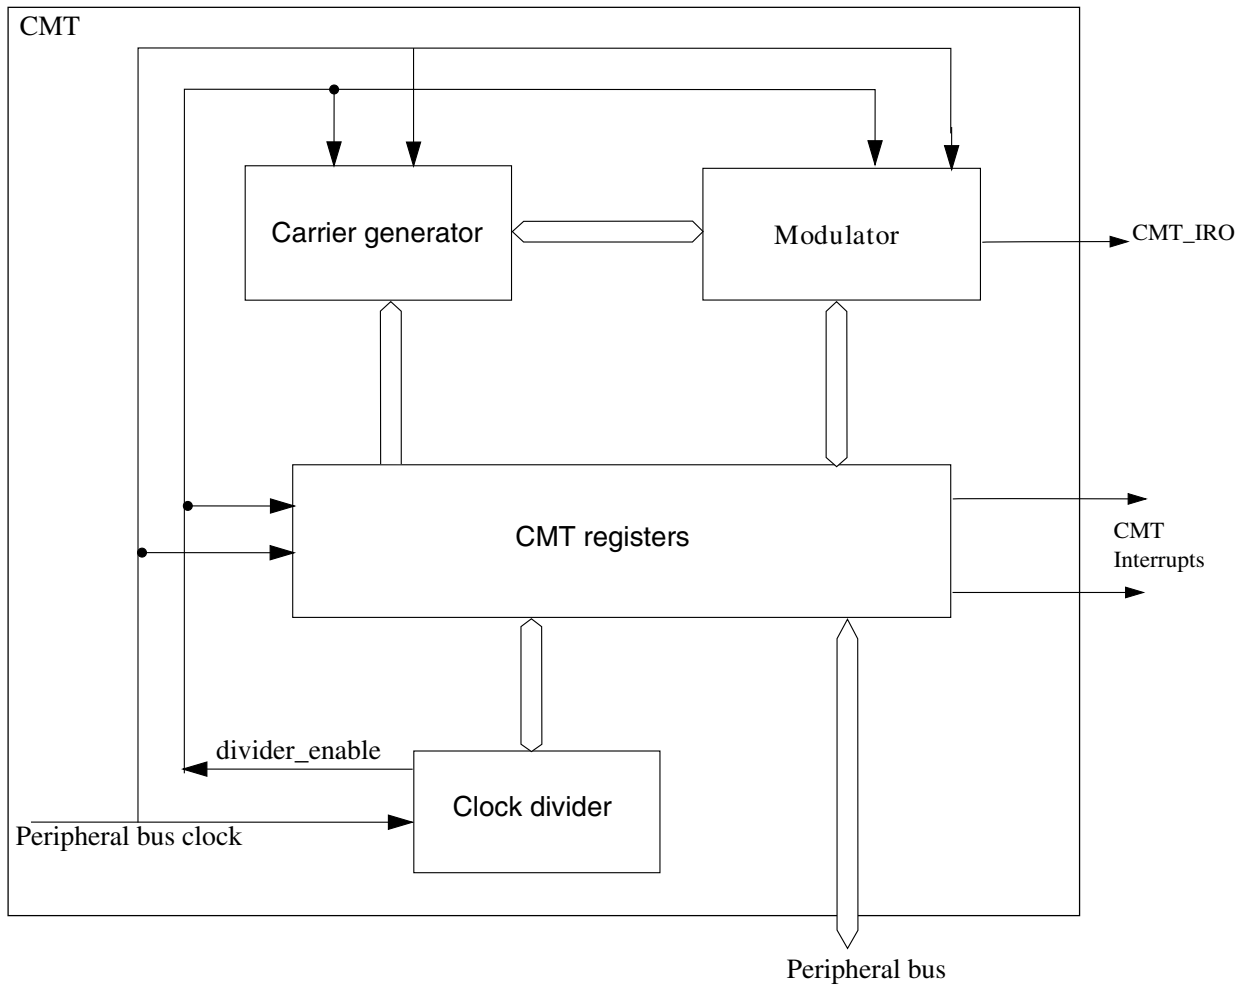 CMT
Carrier generator
Modulator
CMT_IRO
CMT registers
CMT
Interrupts
divider_enable
Clock divider
Peripheral bus clock
Peripheral bus